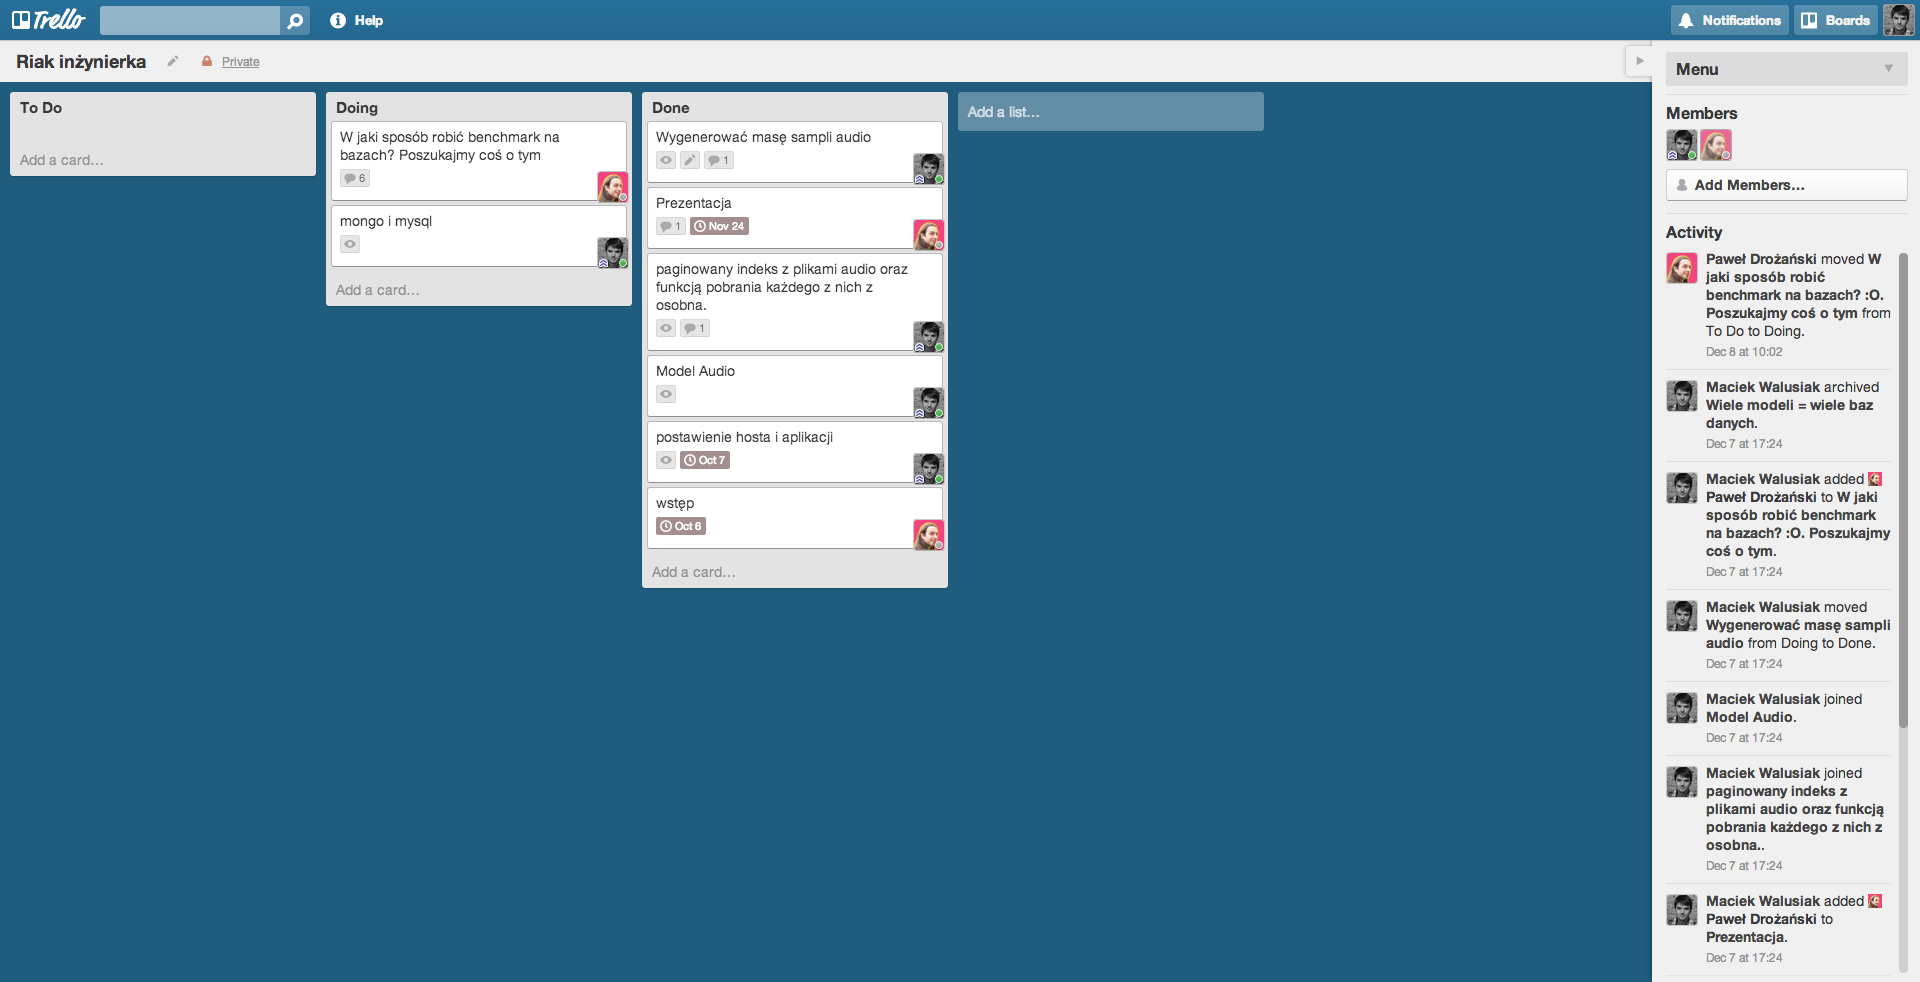 Trello
Help
Notifications
Boards
Riak inżynierka
Private
To Do
Add a card…
Doing
W jaki sposób robić benchmark na
bazach? Poszukajmy coś o tym
6
mongo i mysql
Add a card…
Done
Wygenerować masę sampli audio
1
Prezentacja
1 Nov 24
paginowany indeks z plikami audio oraz
funkcją pobrania każdego z nich z
osobna.
1
Model Audio
postawienie hosta i aplikacji
Oct 7
wstęp
Oct 6
Add a card…
Add a list…
Menu
Members
Add Members…
Activity
Paweł Drożański moved W
jaki sposób robić
benchmark na bazach? :O.
Poszukajmy coś o tym from
To Do to Doing.
Dec 8 at 10:02
Maciek Walusiak archived
Wiele modeli = wiele baz
danych.
Dec 7 at 17:24
Maciek Walusiak added
Paweł Drożański to W jaki
sposób robić benchmark
na bazach? :O. Poszukajmy
coś o tym.
Dec 7 at 17:24
Maciek Walusiak moved
Wygenerować masę sampli
audio from Doing to Done.
Dec 7 at 17:24
Maciek Walusiak joined
Model Audio.
Dec 7 at 17:24
Maciek Walusiak joined
paginowany indeks z
plikami audio oraz funkcją
pobrania każdego z nich z
osobna..
Dec 7 at 17:24
Maciek Walusiak added
Paweł Drożański to
Prezentacja.
Dec 7 at 17:24